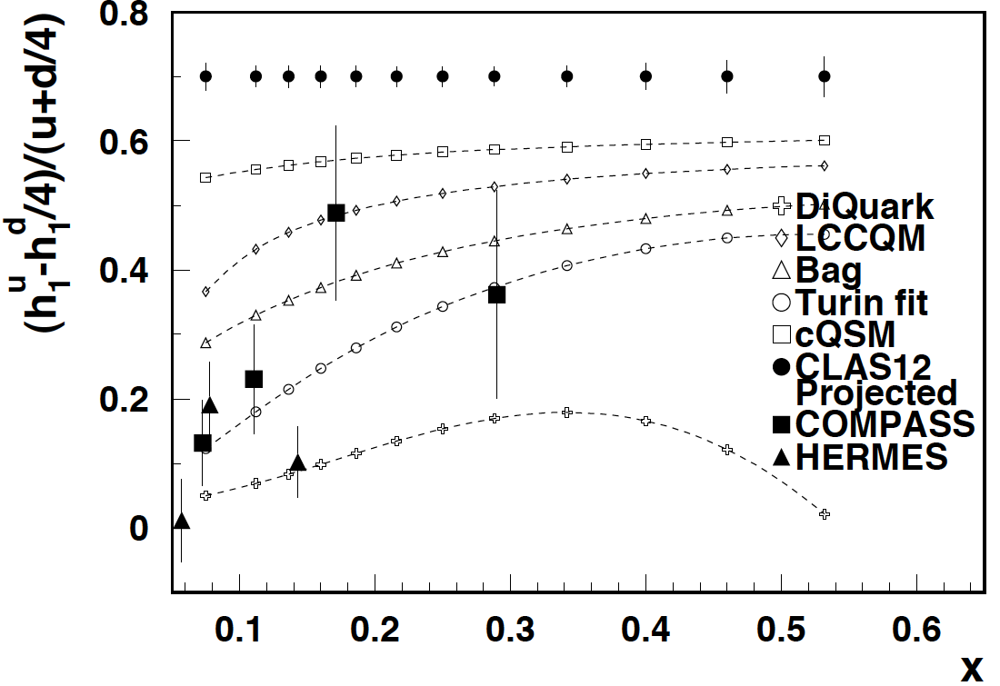 (h₁ᵘ-h₁ᵈ/4)/(u+d/4)
0.8
0.6
0.4
0.2
0
DiQuark
LCCQM
Bag
Turin fit
cQSM
CLAS12
Projected
COMPASS
HERMES
0.1 0.2 0.3 0.4 0.5 0.6
x